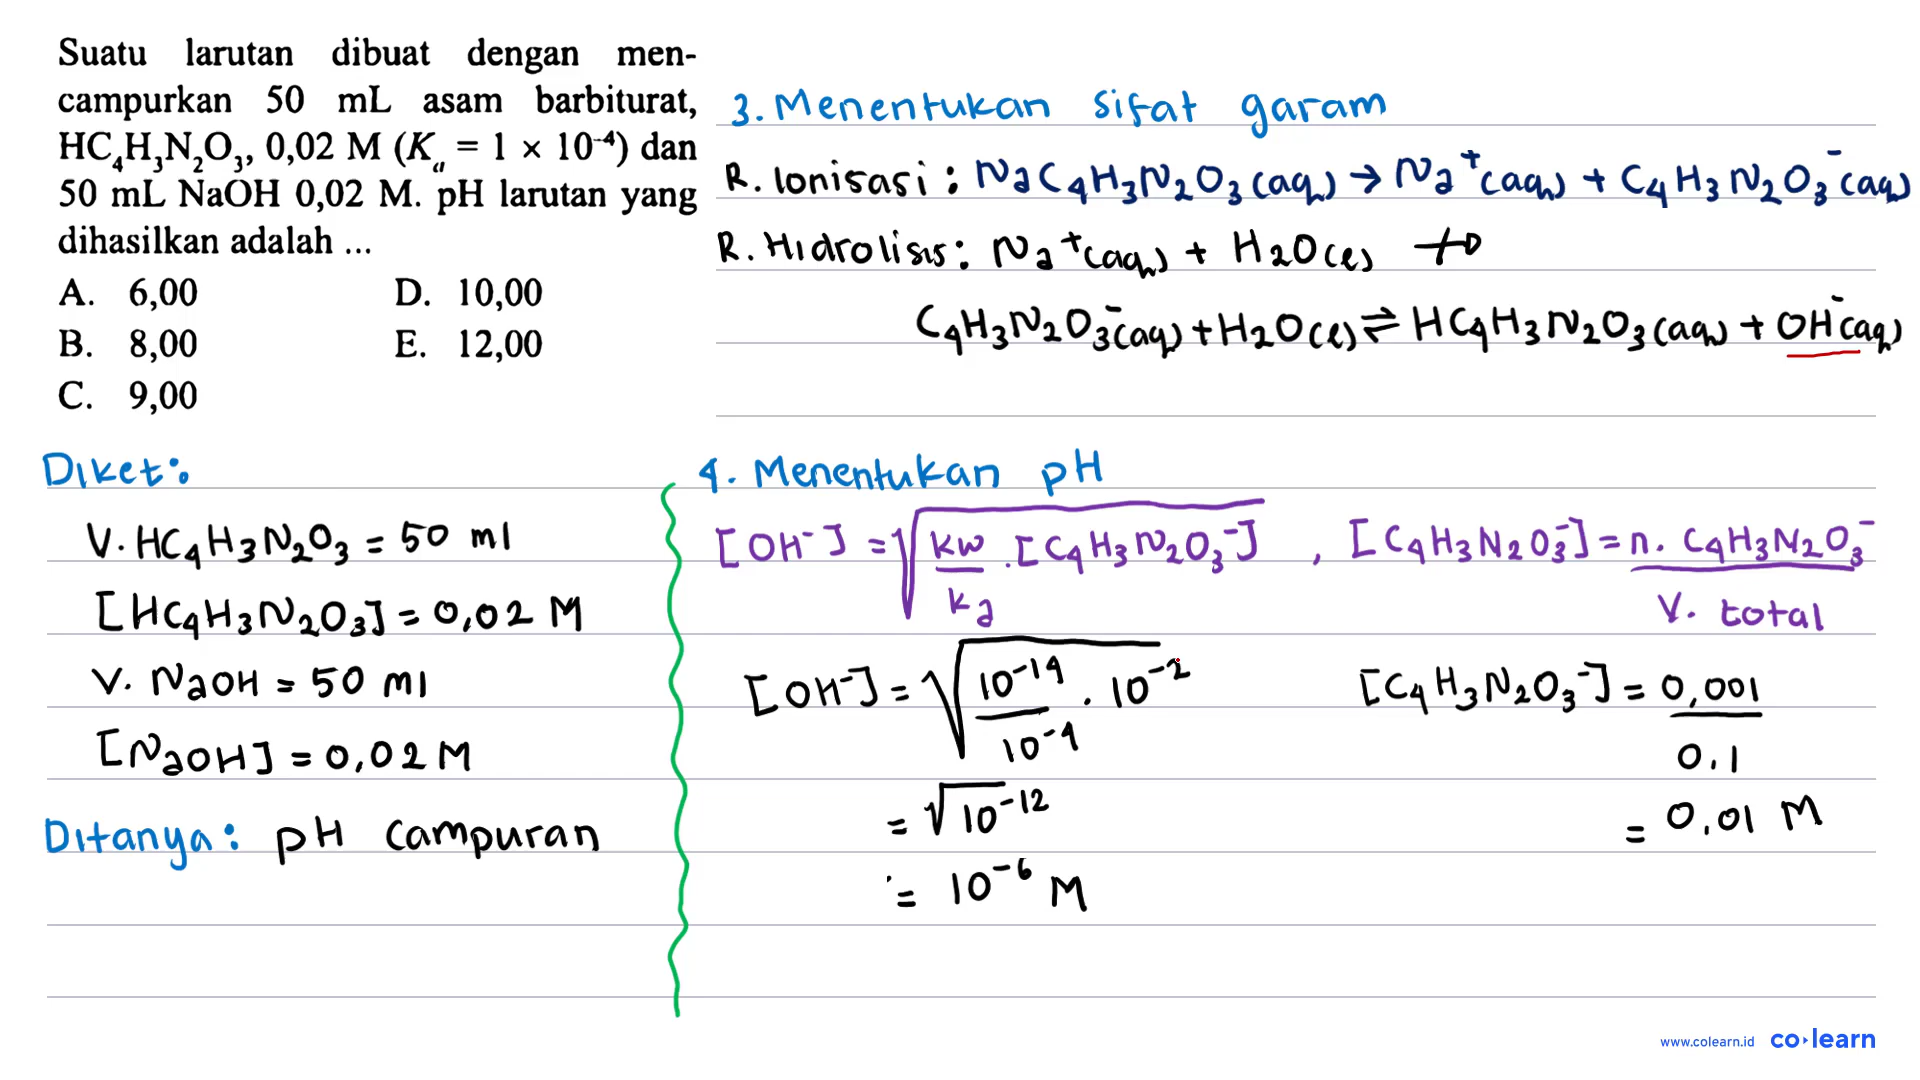 Suatu larutan dibuat dengan men-
campurkan 50 mL asam barbiturat,
HC₄H₃N₂O₃, 0,02 M (Kₐ = 1 × 10⁻⁴) dan
50 mL NaOH 0,02 M. pH larutan yang
dihasilkan adalah ...
A. 6,00 D. 10,00
B. 8,00 E. 12,00
C. 9,00
Diket:
V. HC₄H₃N₂O₃ = 50 ml
[HC₄H₃N₂O₃] = 0,02 M
V. NaOH = 50 ml
[NaOH] = 0,02 M
Ditanya: pH campuran
3. Menentukan sifat garam
R. Ionisasi : NaC₄H₃N₂O₃(aq) → Na⁺(aq) + C₄H₃N₂O₃⁻(aq)
R. Hidrolisis: Na⁺(aq) + H₂O(l) ↛
C₄H₃N₂O₃⁻(aq) + H₂O(l) ⇌ HC₄H₃N₂O₃(aq) + OH⁻(aq)
4. Menentukan pH
[OH⁻] = √(kw/ka . [C₄H₃N₂O₃⁻]) , [C₄H₃N₂O₃⁻] = n. C₄H₃N₂O₃⁻ / V. total
[OH⁻] = √(10⁻¹⁴/10⁻⁴ . 10⁻²) [C₄H₃N₂O₃⁻] = 0,001 / 0.1
= √10⁻¹² = 0.01 M
= 10⁻⁶ M
www.colearn.id co learn